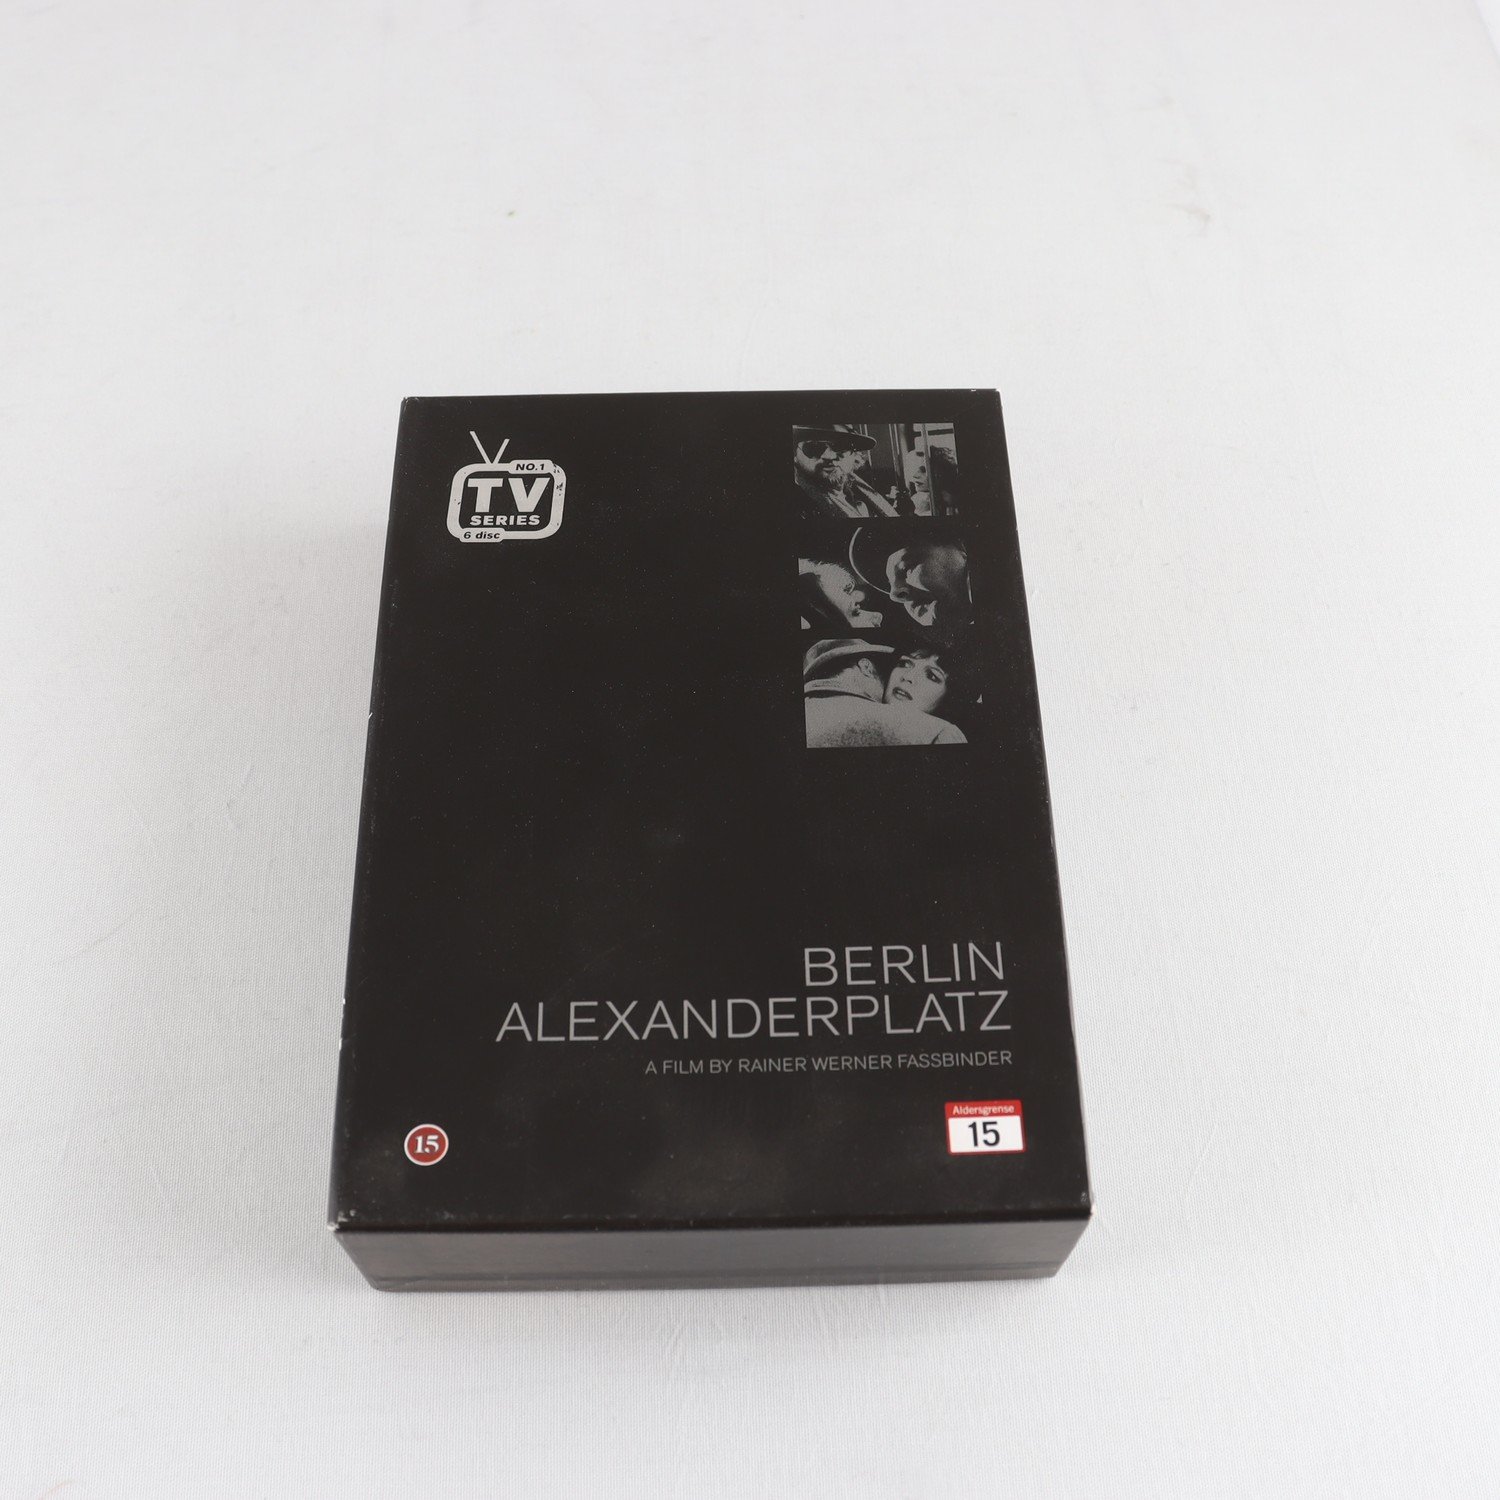 NO.1
TV
SERIES
6 disc
BERLIN
ALEXANDERPLATZ
A FILM BY RAINER WERNER FASSBINDER
15
Aldersgrense
15